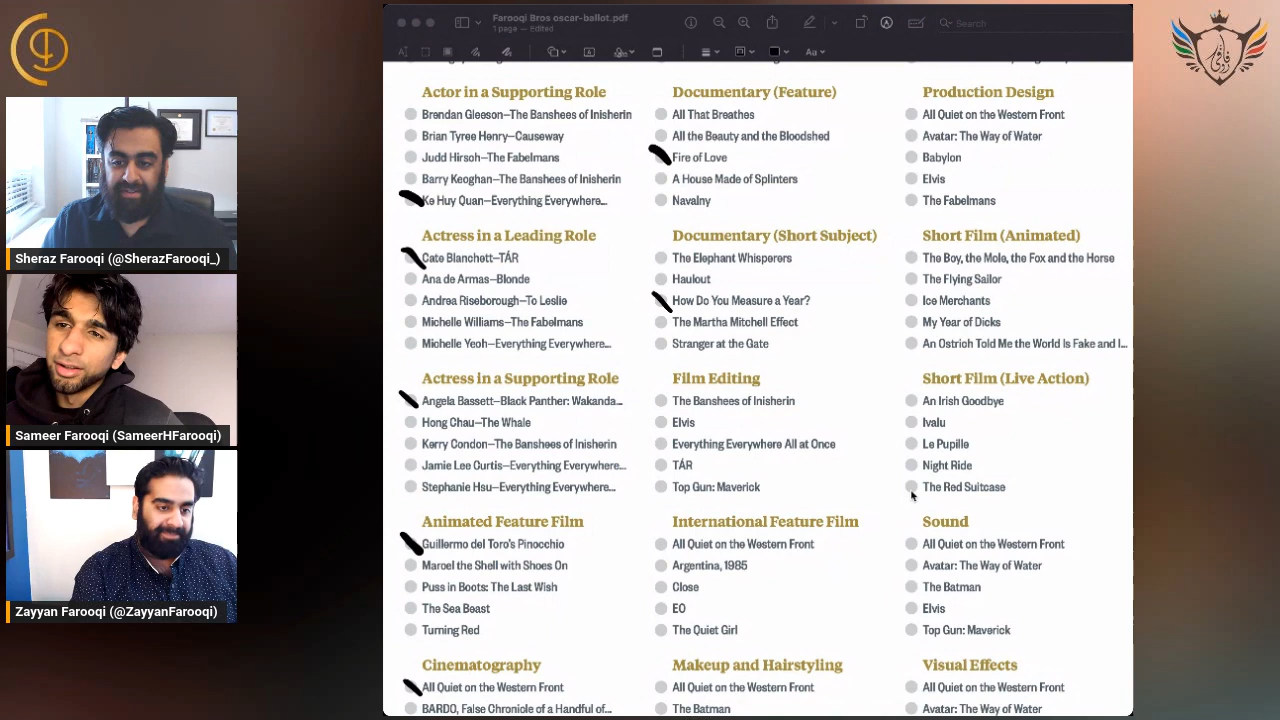 Farooqi Bros oscar-ballot.pdf
1 page — Edited
Search
Aa
Sheraz Farooqi (@SherazFarooqi_)
Sameer Farooqi (SameerHFarooqi)
Zayyan Farooqi (@ZayyanFarooqi)
Actor in a Supporting Role
Brendan Gleeson—The Banshees of Inisherin
Brian Tyree Henry—Causeway
Judd Hirsch—The Fabelmans
Barry Keoghan—The Banshees of Inisherin
Ke Huy Quan—Everything Everywhere...
Actress in a Leading Role
Cate Blanchett—TÁR
Ana de Armas—Blonde
Andrea Riseborough—To Leslie
Michelle Williams—The Fabelmans
Michelle Yeoh—Everything Everywhere...
Actress in a Supporting Role
Angela Bassett—Black Panther: Wakanda...
Hong Chau—The Whale
Kerry Condon—The Banshees of Inisherin
Jamie Lee Curtis—Everything Everywhere...
Stephanie Hsu—Everything Everywhere...
Animated Feature Film
Guillermo del Toro's Pinocchio
Marcel the Shell with Shoes On
Puss in Boots: The Last Wish
The Sea Beast
Turning Red
Cinematography
All Quiet on the Western Front
BARDO, False Chronicle of a Handful of...
Documentary (Feature)
All That Breathes
All the Beauty and the Bloodshed
Fire of Love
A House Made of Splinters
Navalny
Documentary (Short Subject)
The Elephant Whisperers
Haulout
How Do You Measure a Year?
The Martha Mitchell Effect
Stranger at the Gate
Film Editing
The Banshees of Inisherin
Elvis
Everything Everywhere All at Once
TÁR
Top Gun: Maverick
International Feature Film
All Quiet on the Western Front
Argentina, 1985
Close
EO
The Quiet Girl
Makeup and Hairstyling
All Quiet on the Western Front
The Batman
Production Design
All Quiet on the Western Front
Avatar: The Way of Water
Babylon
Elvis
The Fabelmans
Short Film (Animated)
The Boy, the Mole, the Fox and the Horse
The Flying Sailor
Ice Merchants
My Year of Dicks
An Ostrich Told Me the World Is Fake and I...
Short Film (Live Action)
An Irish Goodbye
Ivalu
Le Pupille
Night Ride
The Red Suitcase
Sound
All Quiet on the Western Front
Avatar: The Way of Water
The Batman
Elvis
Top Gun: Maverick
Visual Effects
All Quiet on the Western Front
Avatar: The Way of Water